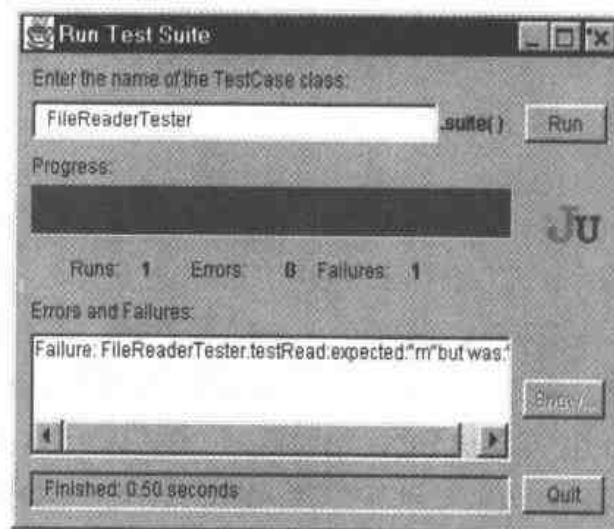 Run Test Suite
Enter the name of the TestCase class:
FileReaderTester .suite( ) Run
Progress:
JU
Runs: 1 Errors: 0 Failures: 1
Errors and Failures:
Failure: FileReaderTester.testRead:expected:"m"but was:"
Finished: 0.50 seconds Quit